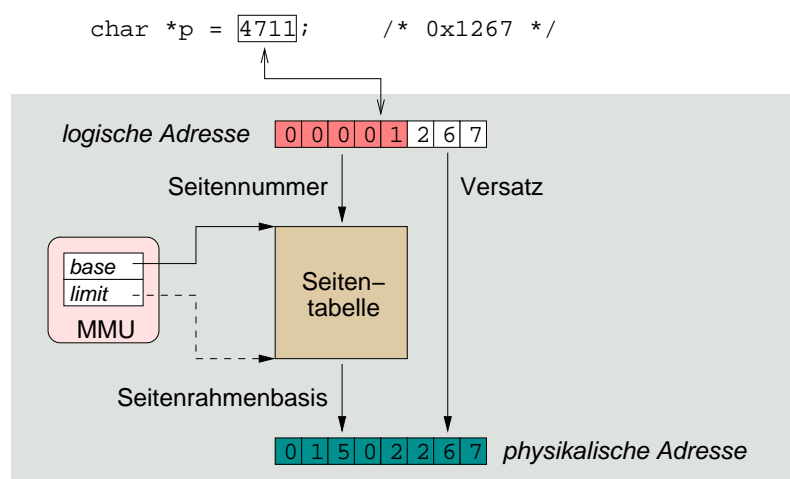 char *p = 4711; /* 0x1267 */
logische Adresse 0 0 0 0 1 2 6 7
Seitennummer Versatz
base
limit
MMU
Seiten–
tabelle
Seitenrahmenbasis
0 1 5 0 2 2 6 7 physikalische Adresse